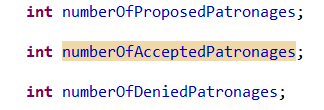 int numberOfProposedPatronages;
int numberOfAcceptedPatronages;
int numberOfDeniedPatronages;